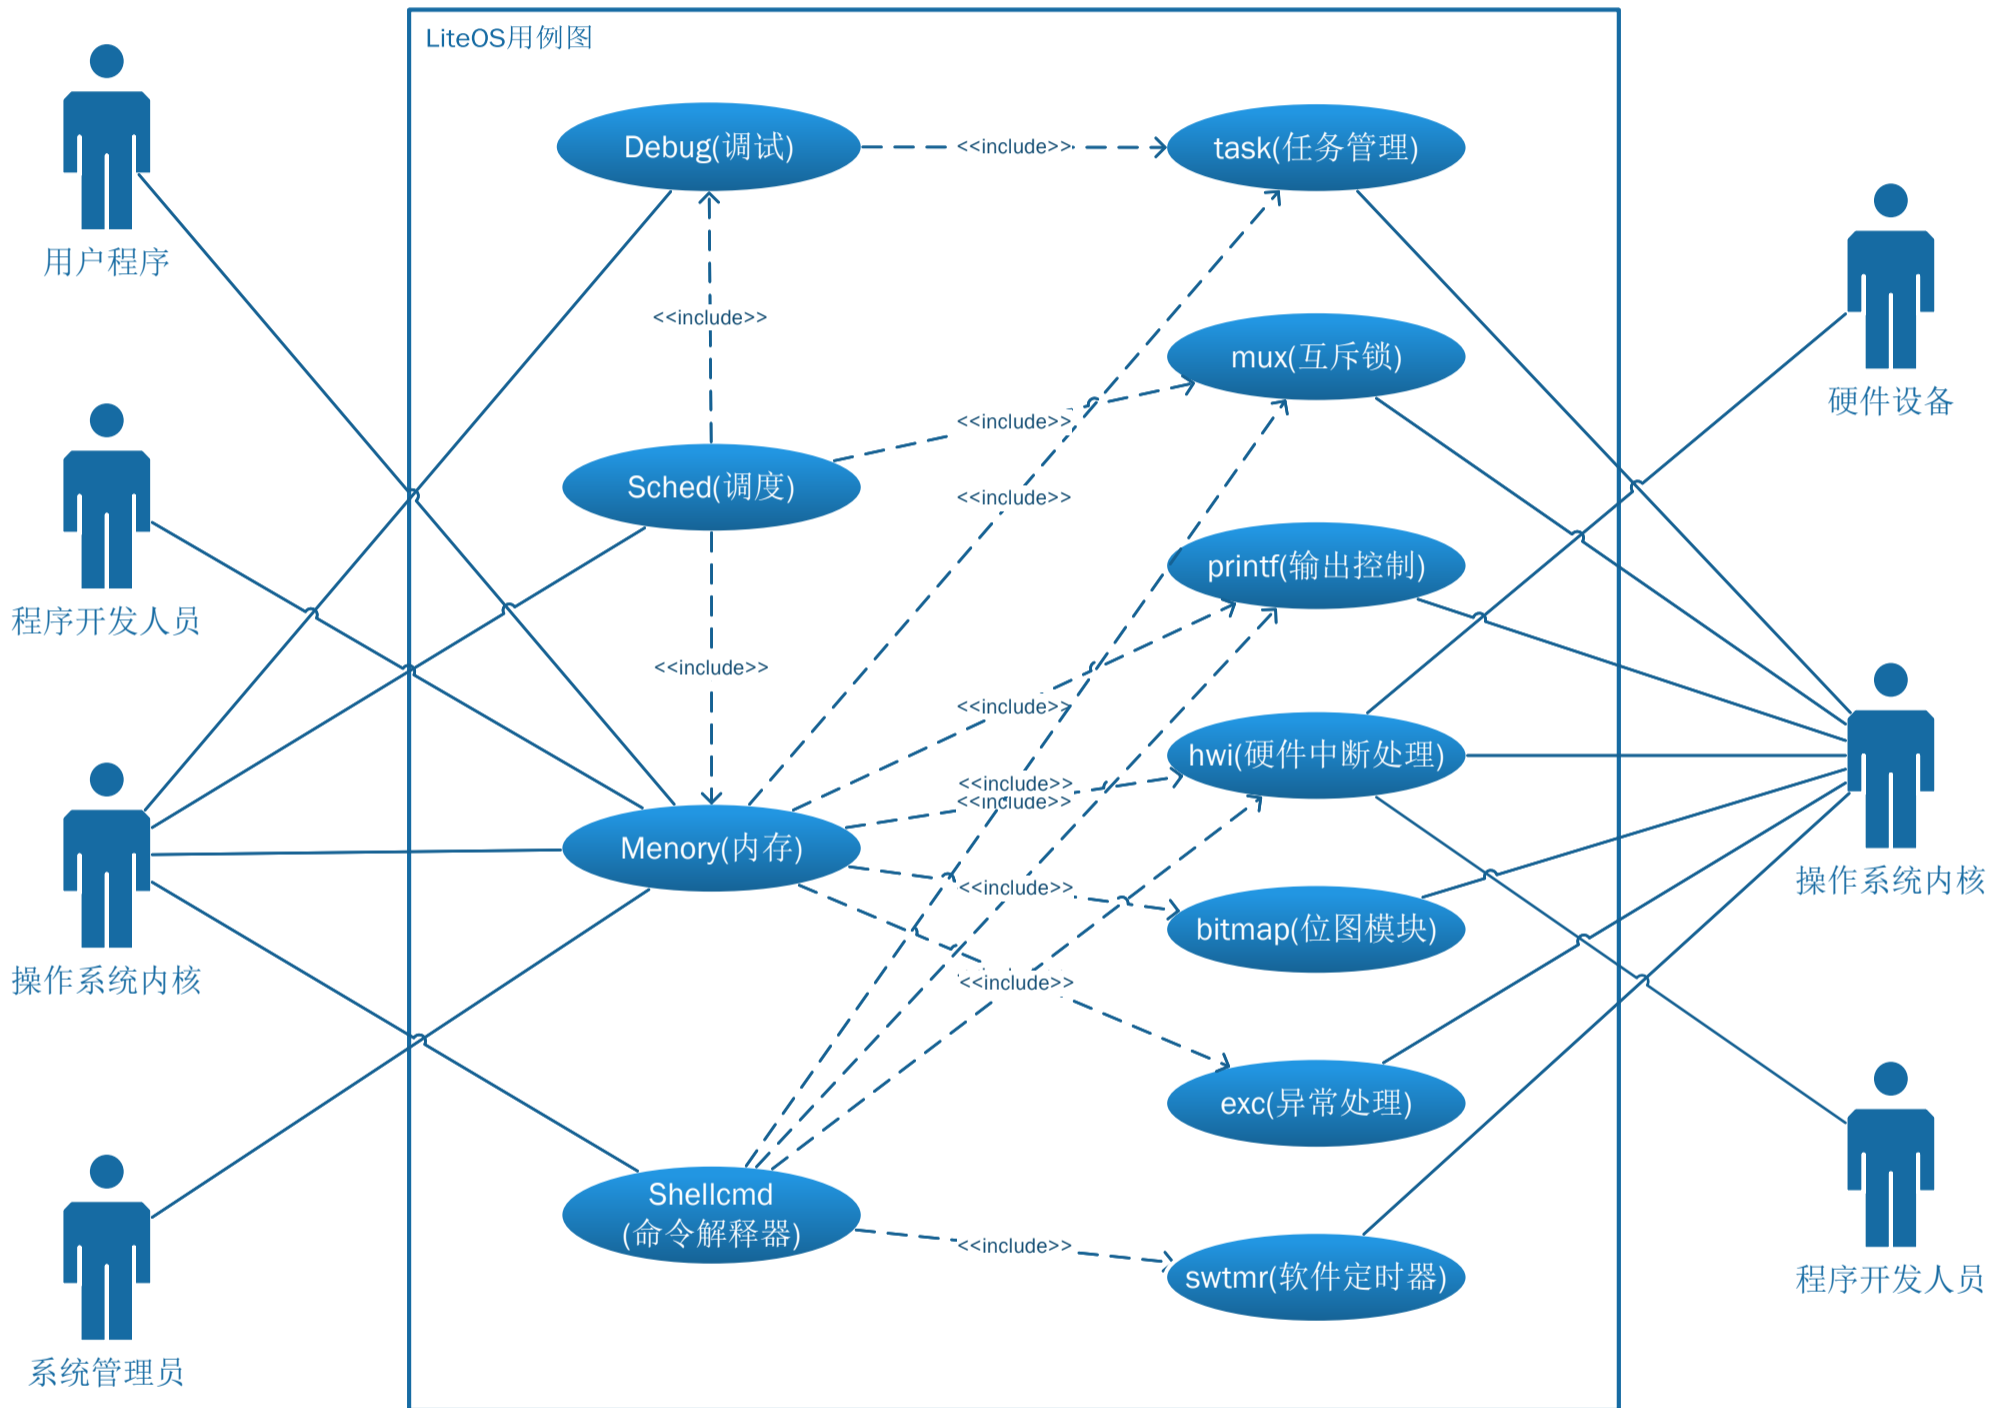 LiteOS用例图
Debug(调试)
<<include>>
task(任务管理)
用户程序
<<include>>
mux(互斥锁)
硬件设备
<<include>>
Sched(调度)
<<include>>
printf(输出控制)
程序开发人员
<<include>>
<<include>>
hwi(硬件中断处理)
<<include>>
<<include>>
Menory(内存)
操作系统内核
<<include>>
bitmap(位图模块)
操作系统内核
<<include>>
exc(异常处理)
Shellcmd
(命令解释器)
<<include>>
swtmr(软件定时器)
程序开发人员
系统管理员